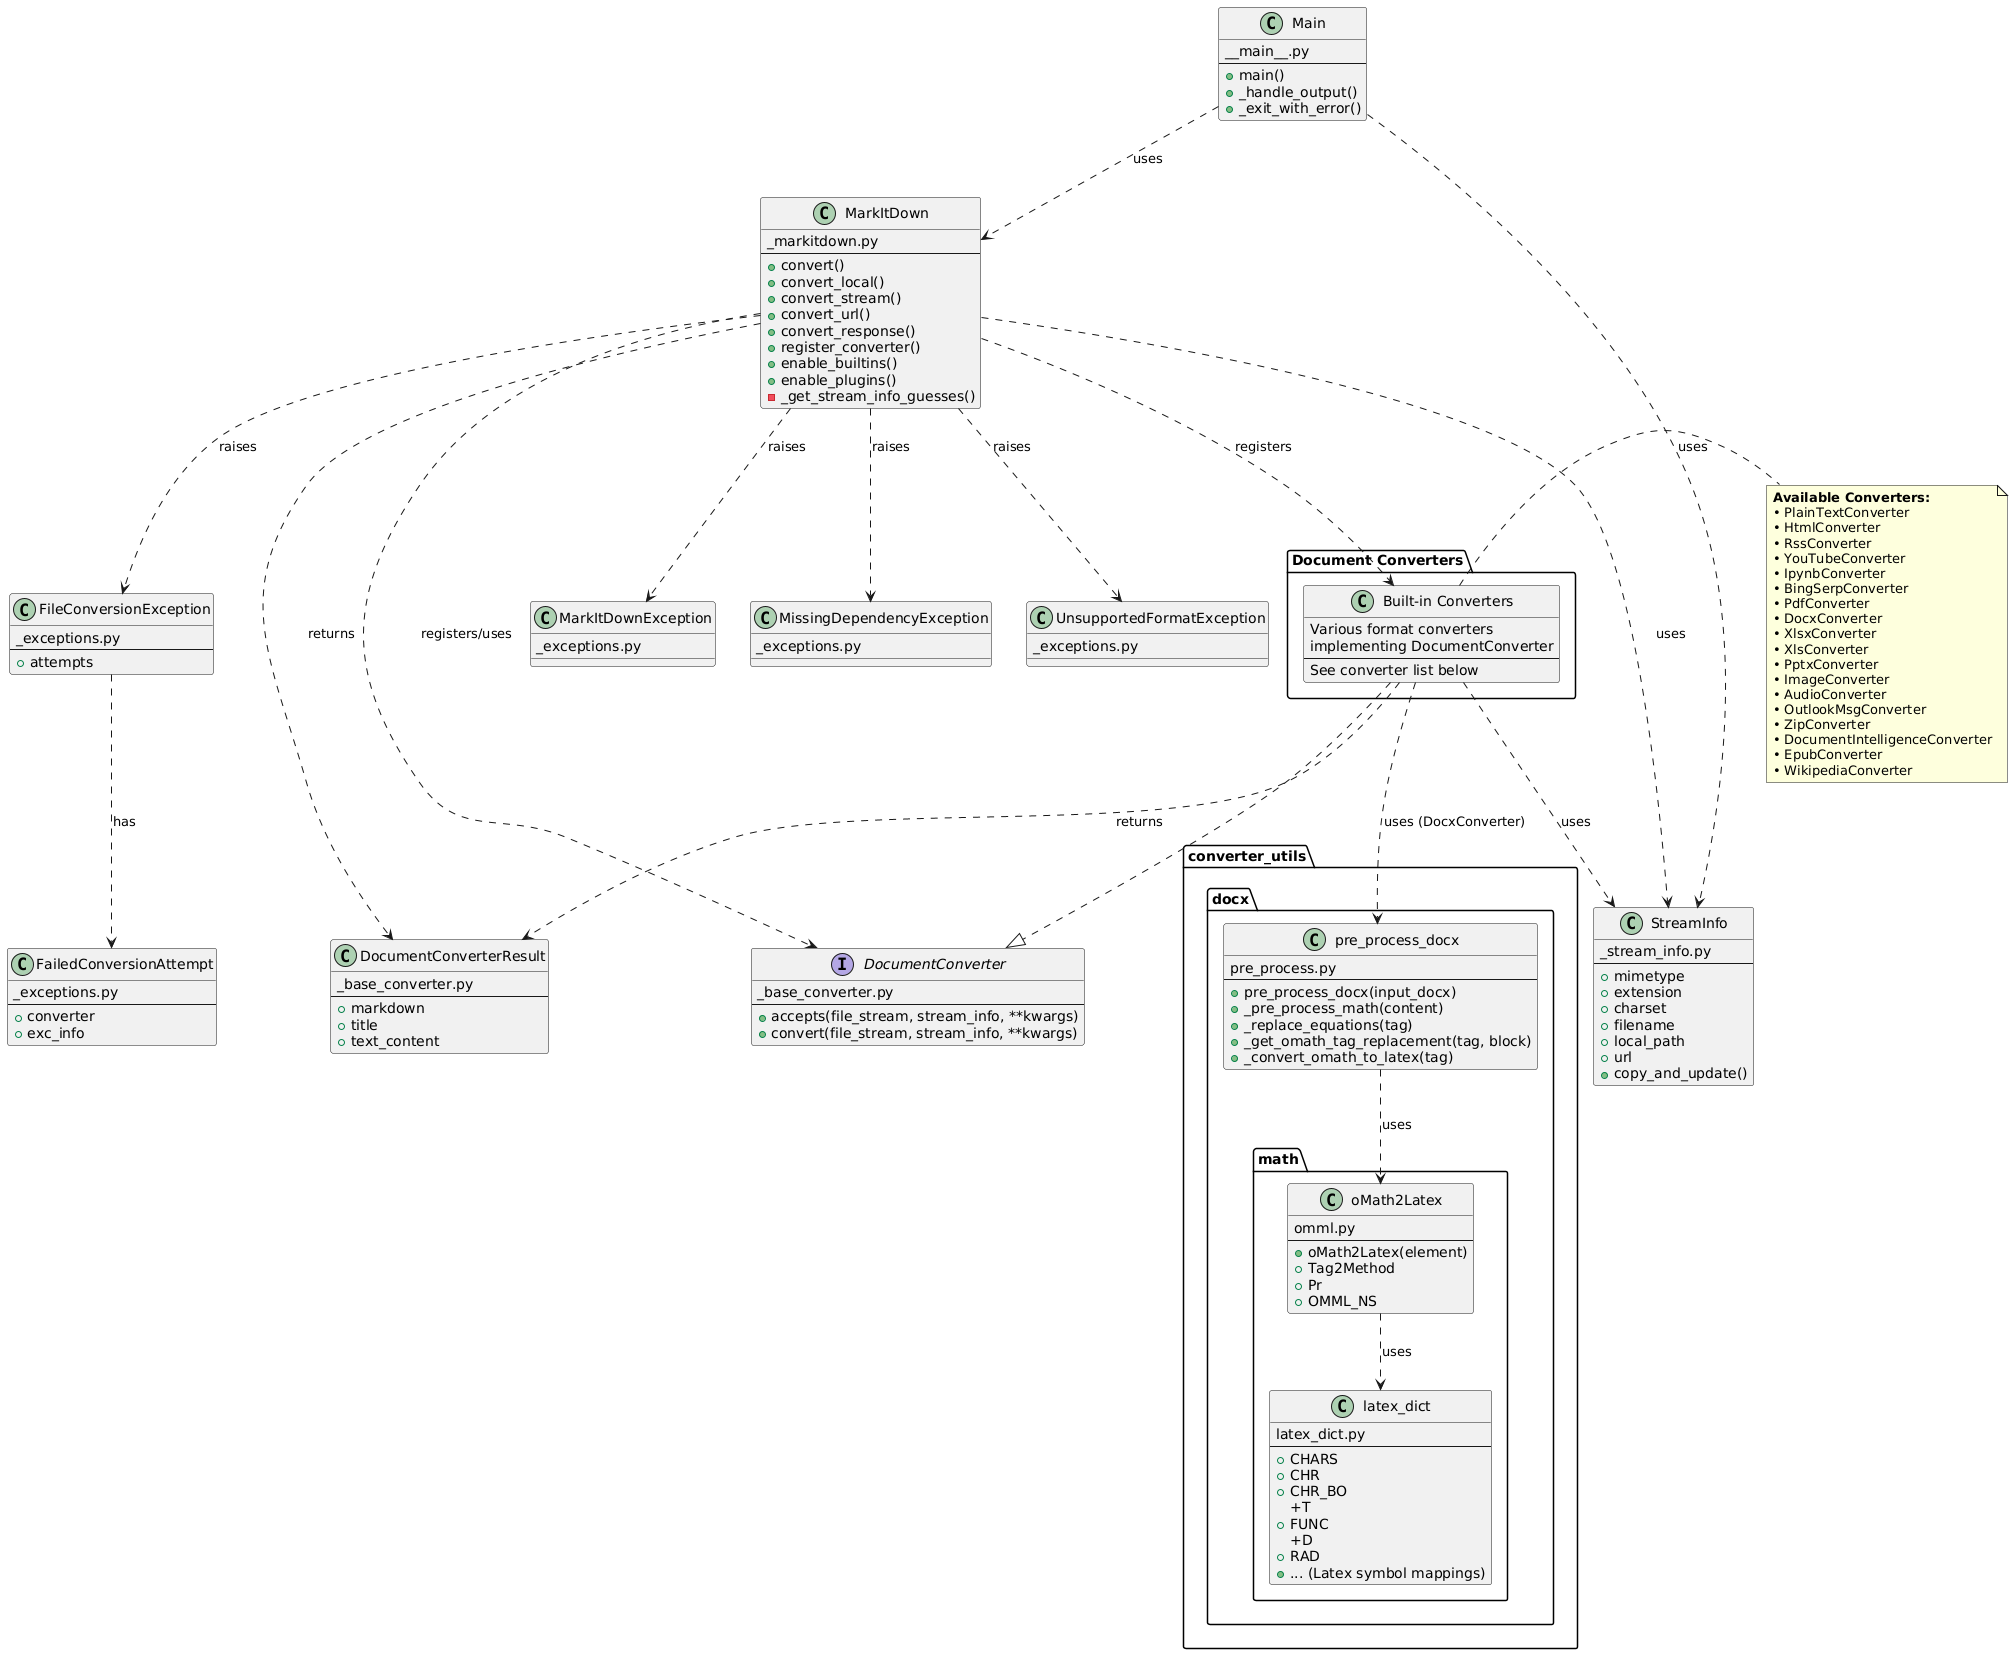 C Main
__main__.py
main()
_handle_output()
_exit_with_error()
uses
uses
C MarkItDown
_markitdown.py
convert()
convert_local()
convert_stream()
convert_url()
convert_response()
register_converter()
enable_builtins()
enable_plugins()
_get_stream_info_guesses()
raises
raises
raises
raises
registers
returns
registers/uses
uses
Available Converters:
• PlainTextConverter
• HtmlConverter
• RssConverter
• YouTubeConverter
• IpynbConverter
• BingSerpConverter
• PdfConverter
• DocxConverter
• XlsxConverter
• XlsConverter
• PptxConverter
• ImageConverter
• AudioConverter
• OutlookMsgConverter
• ZipConverter
• DocumentIntelligenceConverter
• EpubConverter
• WikipediaConverter
C FileConversionException
_exceptions.py
attempts
C MarkItDownException
_exceptions.py
C MissingDependencyException
_exceptions.py
C UnsupportedFormatException
_exceptions.py
Document Converters
C Built-in Converters
Various format converters
implementing DocumentConverter
See converter list below
has
returns
uses (DocxConverter)
uses
C FailedConversionAttempt
_exceptions.py
converter
exc_info
C DocumentConverterResult
_base_converter.py
markdown
title
text_content
I DocumentConverter
_base_converter.py
accepts(file_stream, stream_info, **kwargs)
convert(file_stream, stream_info, **kwargs)
converter_utils
docx
C pre_process_docx
pre_process.py
pre_process_docx(input_docx)
_pre_process_math(content)
_replace_equations(tag)
_get_omath_tag_replacement(tag, block)
_convert_omath_to_latex(tag)
C StreamInfo
_stream_info.py
mimetype
extension
charset
filename
local_path
url
copy_and_update()
uses
math
C oMath2Latex
omml.py
oMath2Latex(element)
Tag2Method
Pr
OMML_NS
uses
C latex_dict
latex_dict.py
CHARS
CHR
CHR_BO
+T
FUNC
+D
RAD
... (Latex symbol mappings)